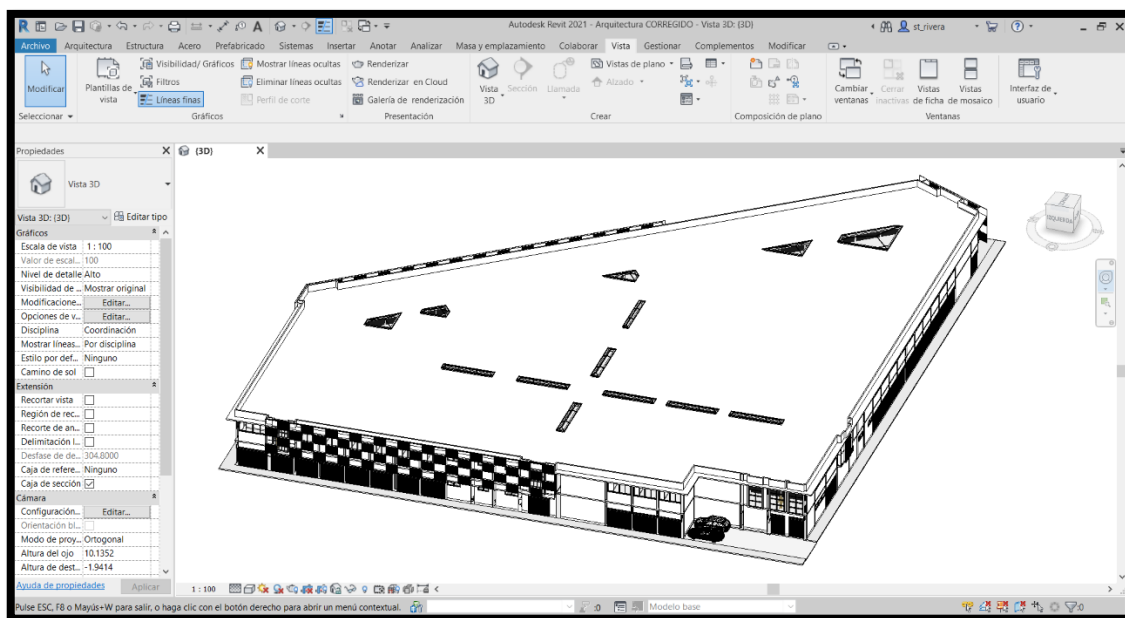 Autodesk Revit 2021 - Arquitectura CORREGIDO - Vista 3D: {3D}
st_rivera
Archivo Arquitectura Estructura Acero Prefabricado Sistemas Insertar Anotar Analizar Masa y emplazamiento Colaborar Vista Gestionar Complementos Modificar
Modificar
Plantillas de vista
Visibilidad/ Gráficos
Filtros
Líneas finas
Mostrar líneas ocultas
Eliminar líneas ocultas
Perfil de corte
Renderizar
Renderizar en Cloud
Galería de renderización
Vista 3D
Sección
Llamada
Vistas de plano
Alzado
Cambiar ventanas
Cerrar inactivas
Vistas de ficha
Vistas de mosaico
Interfaz de usuario
Seleccionar Gráficos Presentación Crear Composición de plano Ventanas
Propiedades X
{3D} X
Vista 3D
Vista 3D: {3D} Editar tipo
Gráficos
Escala de vista 1 : 100
Valor de escal... 100
Nivel de detalle Alto
Visibilidad de ... Mostrar original
Modificacione... Editar...
Opciones de v... Editar...
Disciplina Coordinación
Mostrar líneas... Por disciplina
Estilo por def... Ninguno
Camino de sol
Extensión
Recortar vista
Región de rec...
Recorte de an...
Delimitación l...
Desfase de de... 304.8000
Caja de refere... Ninguno
Caja de sección
Cámara
Configuración... Editar...
Orientación bl...
Modo de proy... Ortogonal
Altura del ojo 10.1352
Altura de dest... -1.9414
Ayuda de propiedades Aplicar
IZQUIERDA
1 : 100
Pulse ESC, F8 o Mayús+W para salir, o haga clic con el botón derecho para abrir un menú contextual.
:0
Modelo base
:0